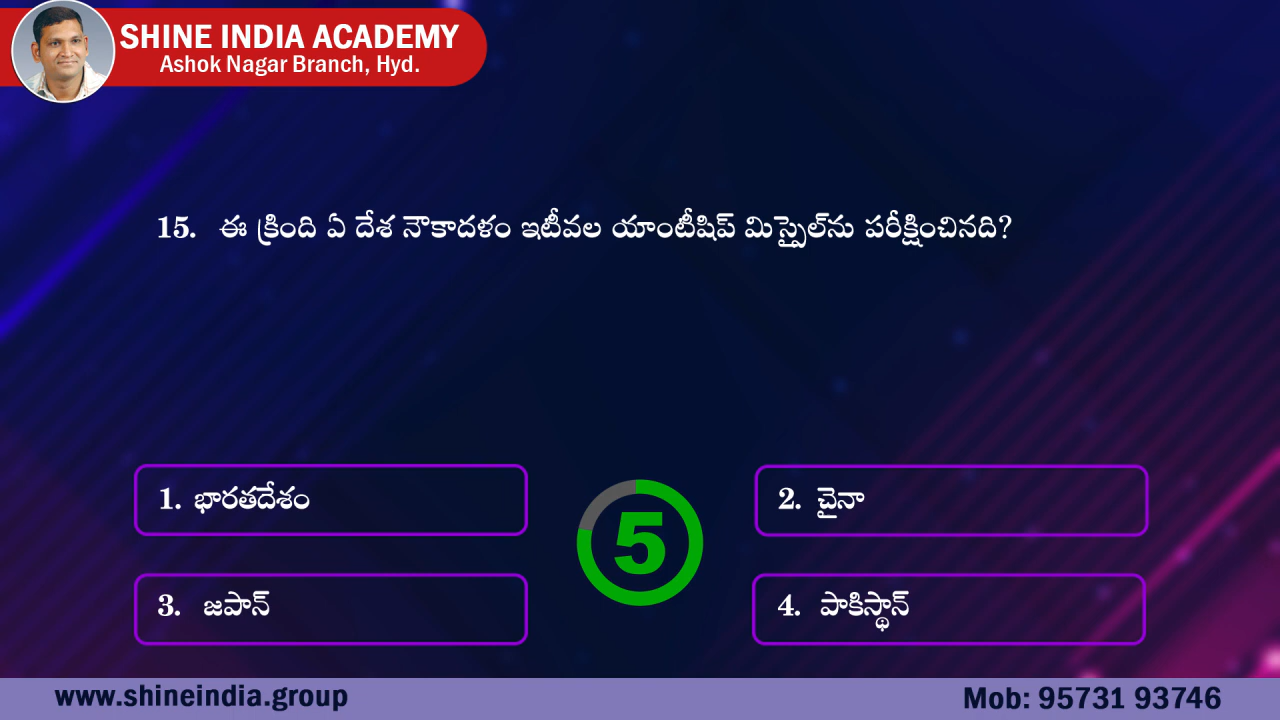 SHINE INDIA ACADEMY
Ashok Nagar Branch, Hyd.
15. ఈ క్రింది ఏ దేశ నౌకాదళం ఇటీవల యాంటీషిప్ మిస్సైల్‌ను పరీక్షించినది?
1. భారతదేశం
2. చైనా
5
3. జపాన్
4. పాకిస్థాన్
www.shineindia.group
Mob: 95731 93746